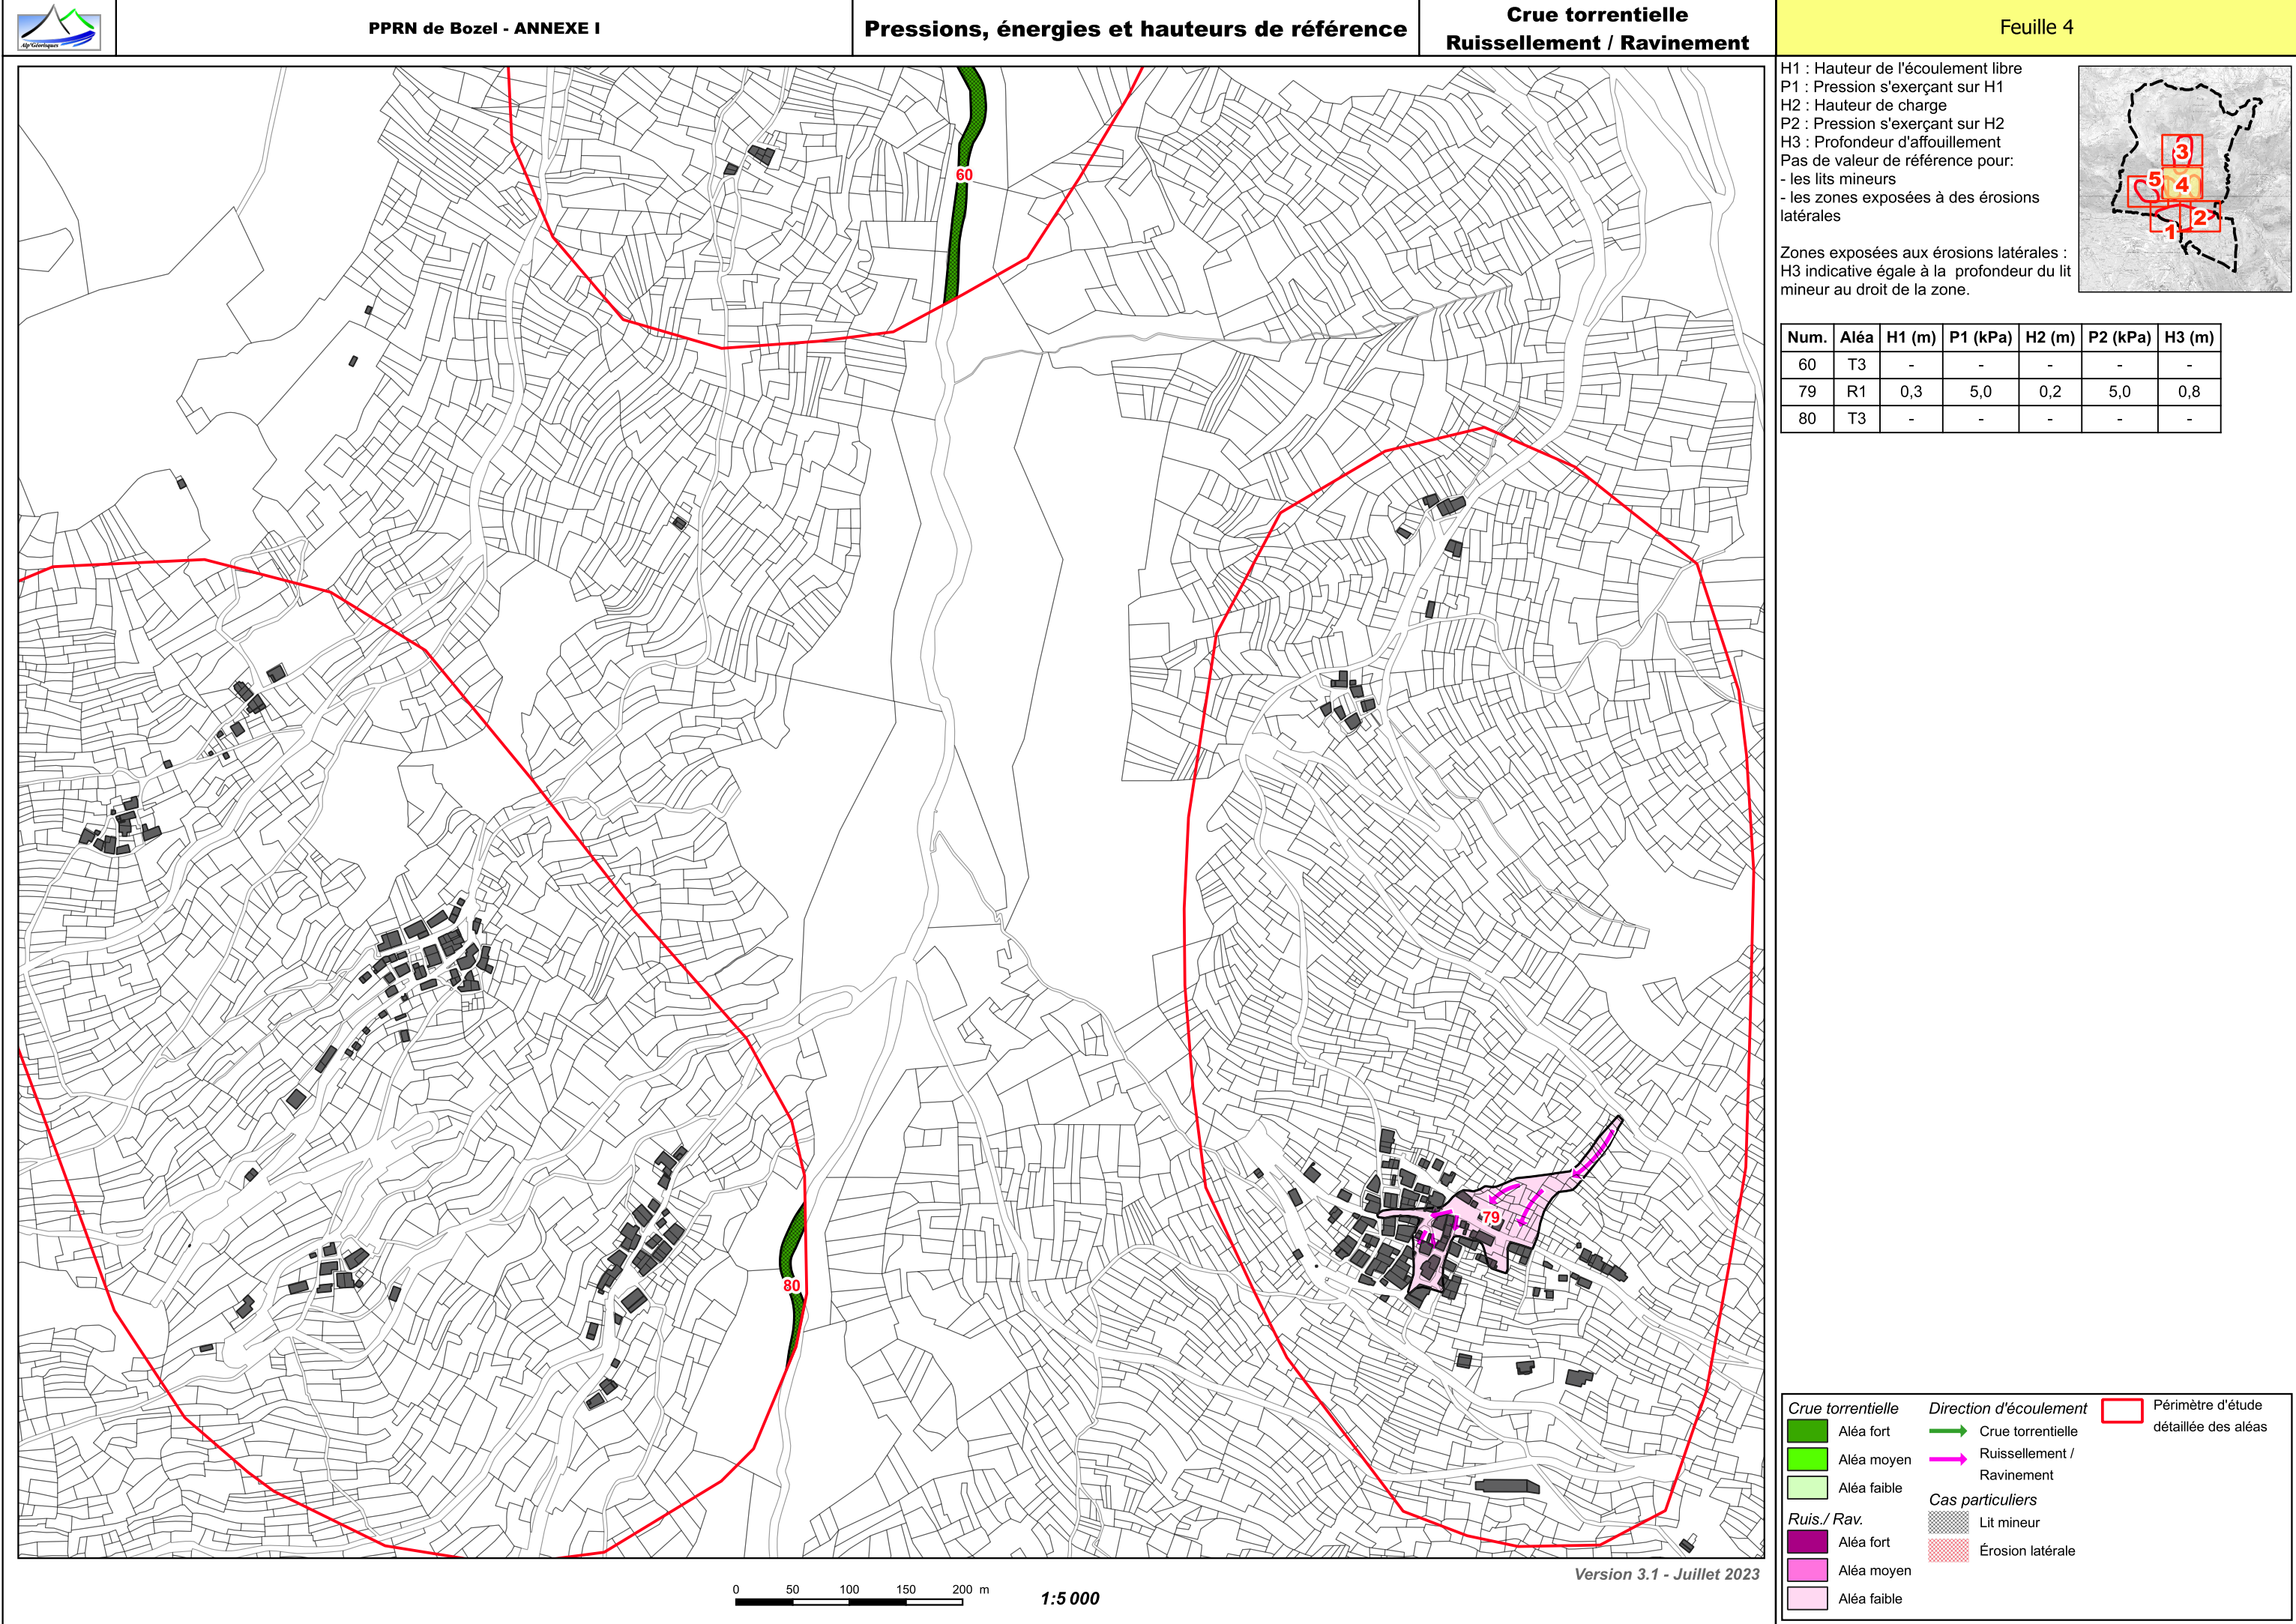 Alp'Géorisques
PPRN de Bozel - ANNEXE I
Pressions, énergies et hauteurs de référence
Crue torrentielle
Ruissellement / Ravinement
Feuille 4
H1 : Hauteur de l'écoulement libre
P1 : Pression s'exerçant sur H1
H2 : Hauteur de charge
P2 : Pression s'exerçant sur H2
H3 : Profondeur d'affouillement
Pas de valeur de référence pour:
- les lits mineurs
- les zones exposées à des érosions
latérales
Zones exposées aux érosions latérales :
H3 indicative égale à la profondeur du lit
mineur au droit de la zone.
3
5
4
2
1
Num. Aléa H1 (m) P1 (kPa) H2 (m) P2 (kPa) H3 (m)
60 T3 - - - - -
79 R1 0,3 5,0 0,2 5,0 0,8
80 T3 - - - - -
60
79
80
Crue torrentielle
Aléa fort
Aléa moyen
Aléa faible
Ruis./ Rav.
Aléa fort
Aléa moyen
Aléa faible
Direction d'écoulement
Crue torrentielle
Ruissellement /
Ravinement
Cas particuliers
Lit mineur
Érosion latérale
Périmètre d'étude
détaillée des aléas
Version 3.1 - Juillet 2023
0 50 100 150 200 m
1:5 000